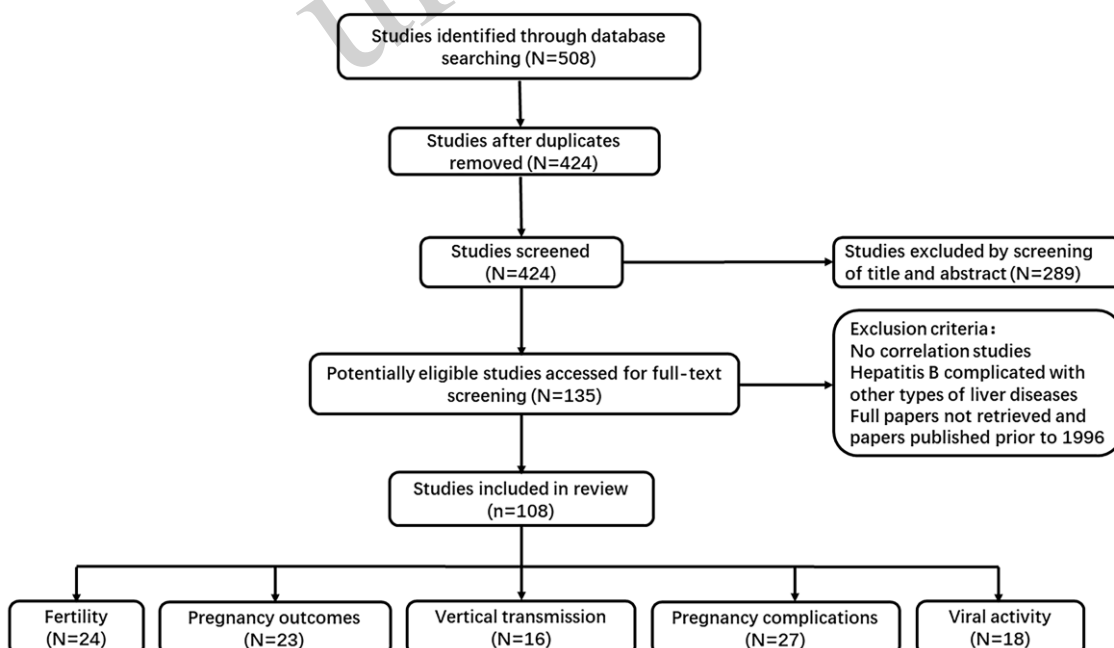 Studies identified through database
searching (N=508)
Studies after duplicates
removed (N=424)
Studies screened
(N=424)
Studies excluded by screening
of title and abstract (N=289)
Potentially eligible studies accessed for full-text
screening (N=135)
Exclusion criteria:
No correlation studies
Hepatitis B complicated with
other types of liver diseases
Full papers not retrieved and
papers published prior to 1996
Studies included in review
(n=108)
Fertility
(N=24)
Pregnancy outcomes
(N=23)
Vertical transmission
(N=16)
Pregnancy complications
(N=27)
Viral activity
(N=18)